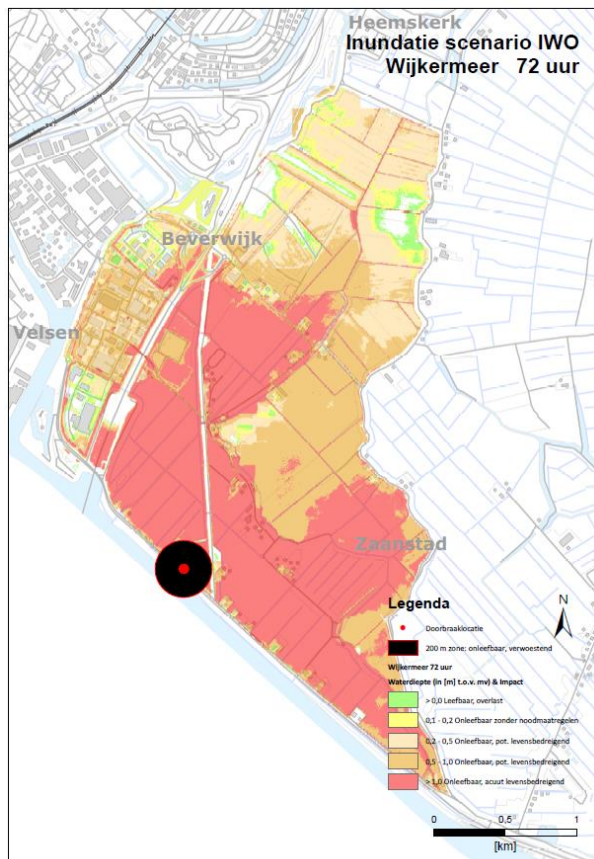 Heemskerk
Inundatie scenario IWO
Wijkermeer 72 uur
Beverwijk
Velsen
Zaanstad
Legenda
N
Doorbraaklocatie
200 m zone: onleefbaar, verwoestend
Wijkermeer 72 uur
Waterdiepte (in [m] t.o.v. mv) & Impact
> 0,0 Leefbaar, overlast
0,1 - 0,2 Onleefbaar zonder noodmaatregelen
0,2 - 0,5 Onleefbaar, pot. levensbedreigend
0,5 - 1,0 Onleefbaar, pot. levensbedreigend
> 1,0 Onleefbaar, acuut levensbedreigend
0 0,5 1
[km]